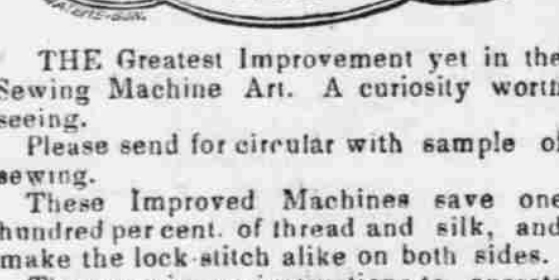 THE Greatest Improvement yet in the
Sewing Machine Art. A curiosity worth
seeing.
Please send for circular with sample of
sewing.
These Improved Machines save one
hundred per cent. of thread and silk, and
make the lock-stitch alike on both sides.